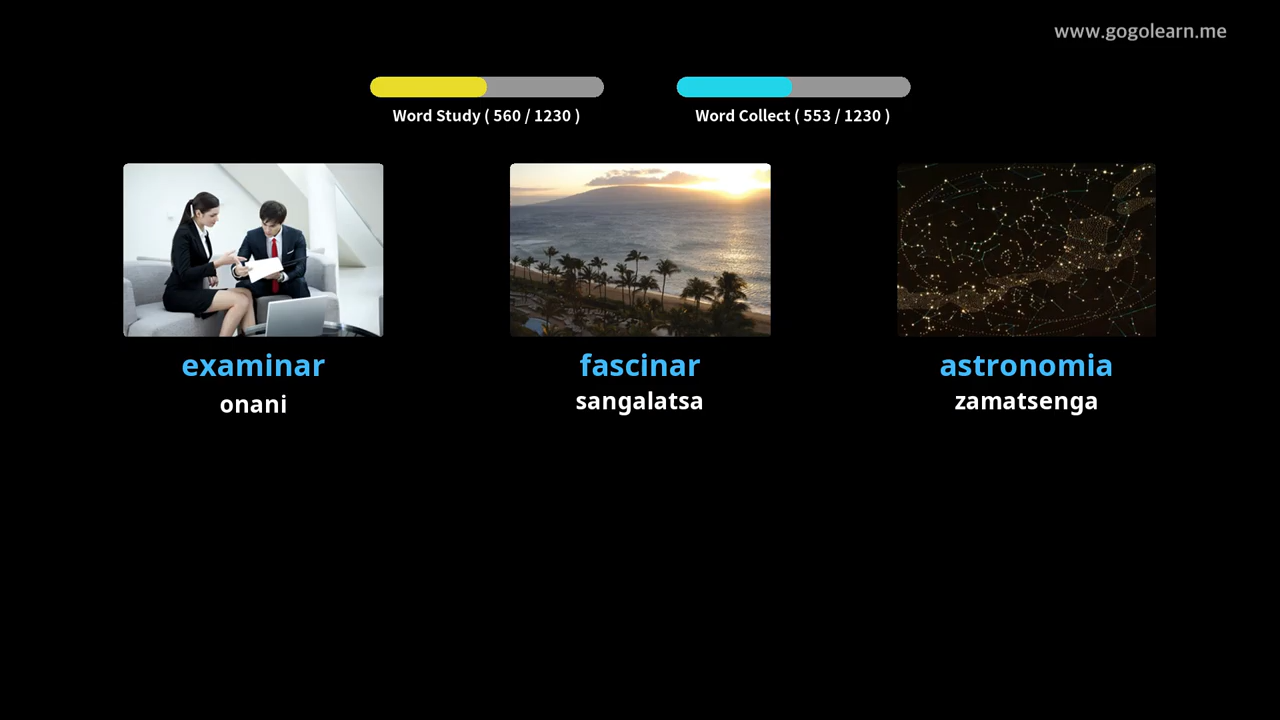 www.gogolearn.me
Word Study ( 560 / 1230 )
Word Collect ( 553 / 1230 )
examinar
onani
fascinar
sangalatsa
astronomia
zamatsenga